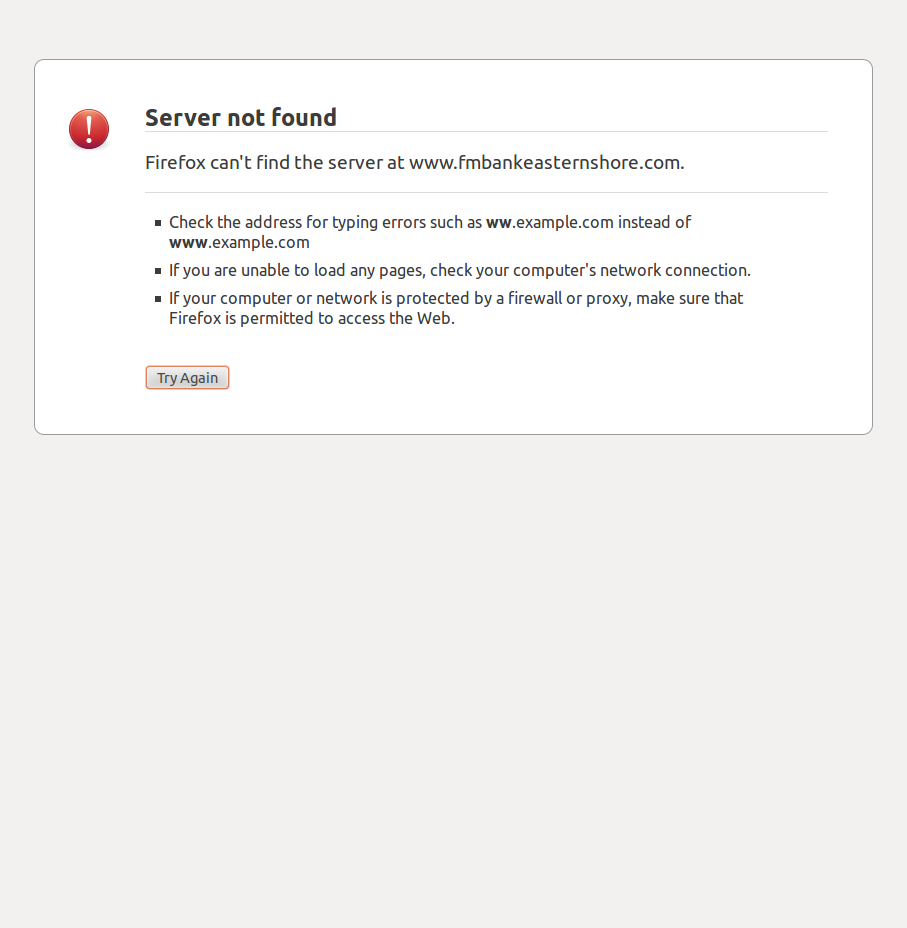 Server not found
Firefox can't find the server at www.fmbankeasternshore.com.
Check the address for typing errors such as ww.example.com instead of
www.example.com
If you are unable to load any pages, check your computer's network connection.
If your computer or network is protected by a firewall or proxy, make sure that
Firefox is permitted to access the Web.
Try Again